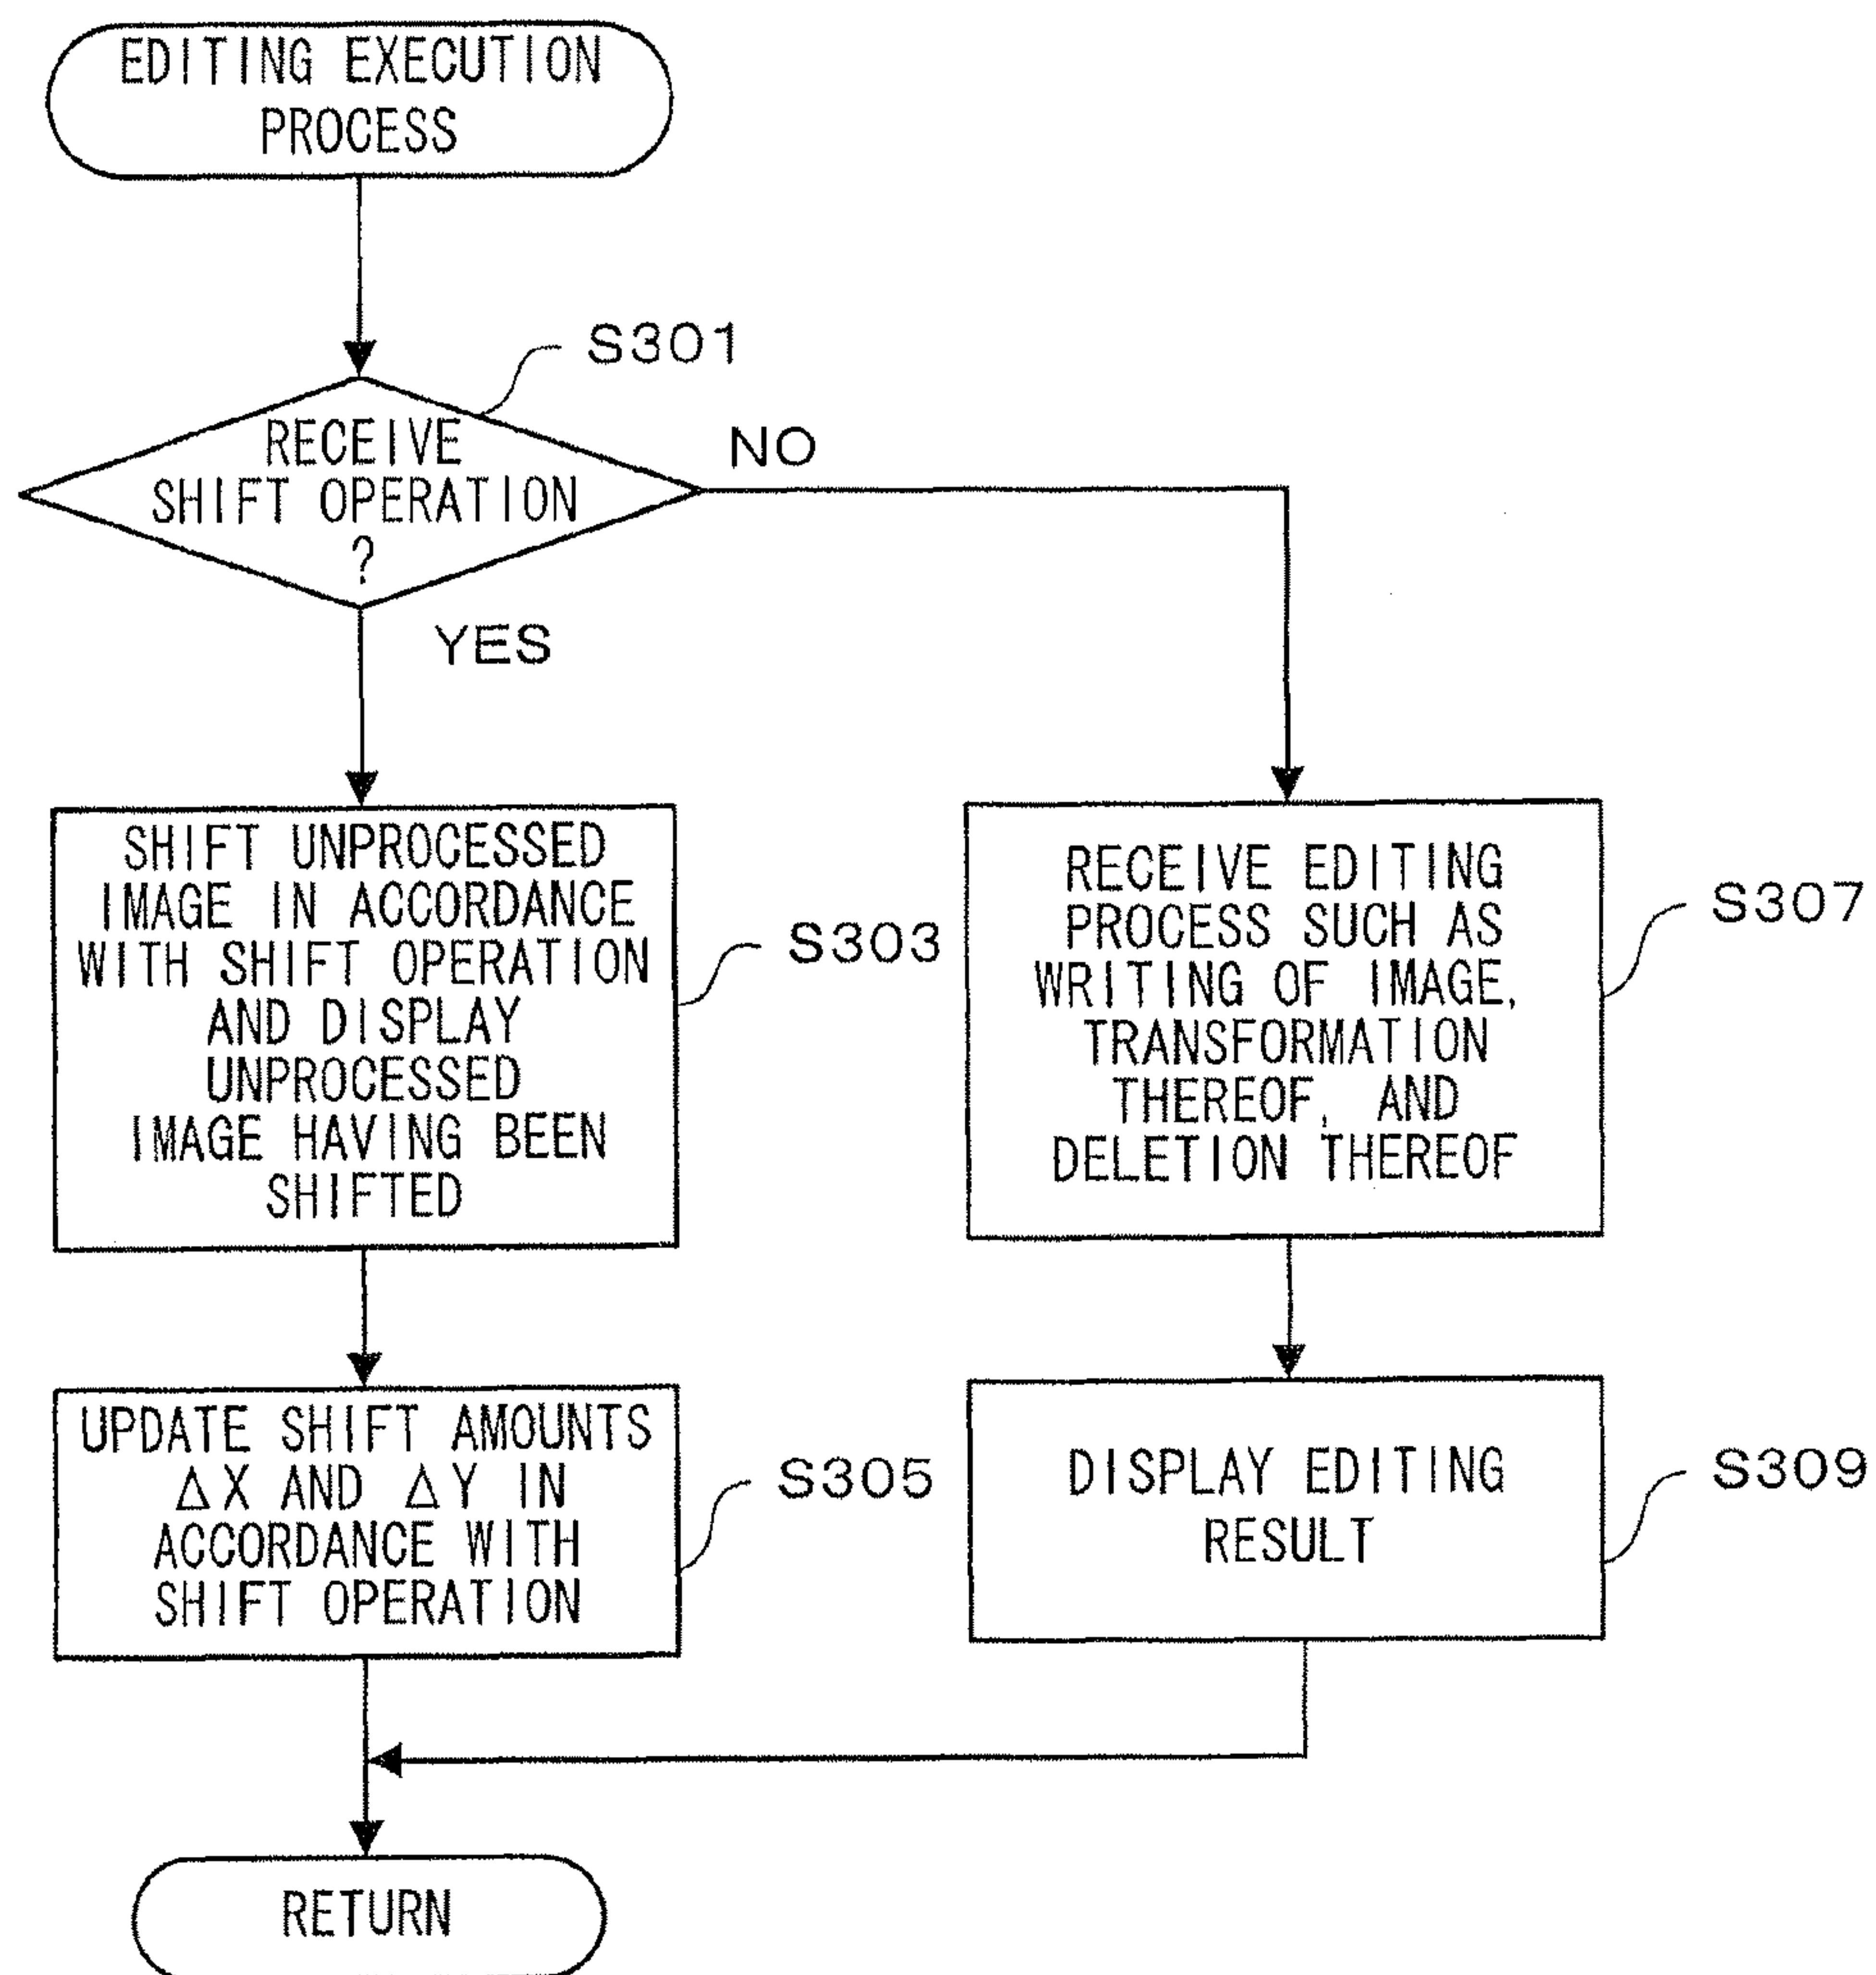 EDITING EXECUTION
PROCESS
S301
RECEIVE
SHIFT OPERATION
?
NO
YES
SHIFT UNPROCESSED
IMAGE IN ACCORDANCE
WITH SHIFT OPERATION
AND DISPLAY
UNPROCESSED
IMAGE HAVING BEEN
SHIFTED
S303
RECEIVE EDITING
PROCESS SUCH AS
WRITING OF IMAGE,
TRANSFORMATION
THEREOF, AND
DELETION THEREOF
S307
UPDATE SHIFT AMOUNTS
ΔX AND ΔY IN
ACCORDANCE WITH
SHIFT OPERATION
S305
DISPLAY EDITING
RESULT
S309
RETURN